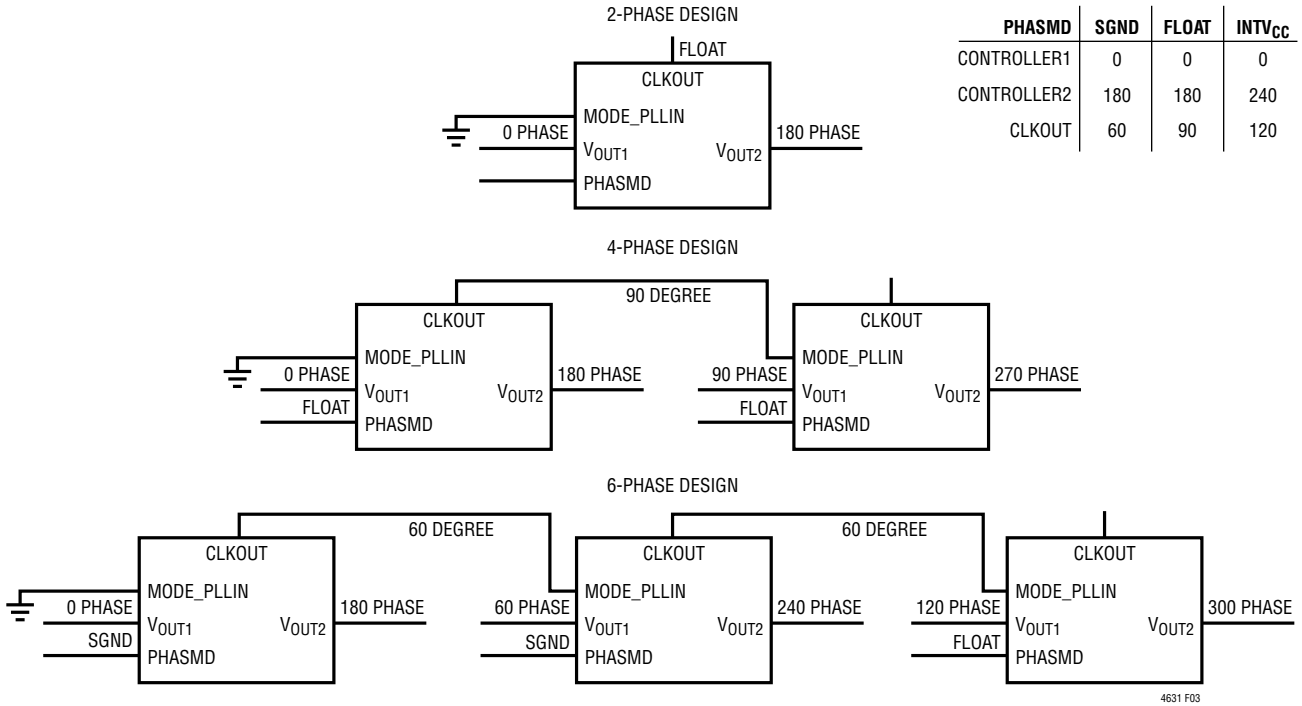 2-PHASE DESIGN
PHASMD SGND FLOAT INTVCC
CONTROLLER1 0 0 0
CONTROLLER2 180 180 240
CLKOUT 60 90 120
FLOAT
CLKOUT
MODE_PLLIN
0 PHASE
VOUT1
VOUT2
180 PHASE
PHASMD
4-PHASE DESIGN
90 DEGREE
CLKOUT
MODE_PLLIN
0 PHASE
VOUT1
VOUT2
180 PHASE
FLOAT
PHASMD
CLKOUT
MODE_PLLIN
90 PHASE
VOUT1
VOUT2
270 PHASE
FLOAT
PHASMD
6-PHASE DESIGN
60 DEGREE
60 DEGREE
CLKOUT
MODE_PLLIN
0 PHASE
VOUT1
VOUT2
180 PHASE
SGND
PHASMD
CLKOUT
MODE_PLLIN
60 PHASE
VOUT1
VOUT2
240 PHASE
SGND
PHASMD
CLKOUT
MODE_PLLIN
120 PHASE
VOUT1
VOUT2
300 PHASE
FLOAT
PHASMD
4631 F03